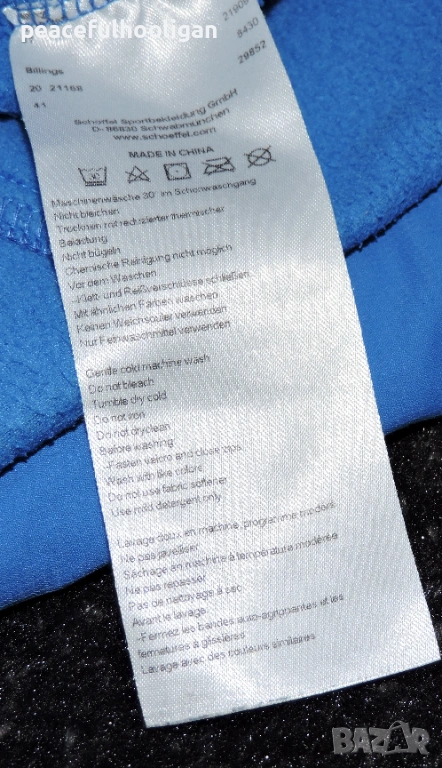 peacefulhooligan
21908
8430
29852
Billings
20 21168
41
Schöffel Sportbekleidung GmbH
D-86830 Schwabmünchen
www.schoeffel.com
MADE IN CHINA
Maschinenwäsche 30° im Schonwaschgang
Nicht bleichen
Trocknen mit reduzierter thermischer
Belastung
Nicht bügeln
Chemische Reinigung nicht möglich
Vor dem Waschen
-Klett- und Reißverschlüsse schließen
Mit ähnlichen Farben waschen
Keinen Weichspüler verwenden
Nur Feinwaschmittel verwenden
Gentle cold machine wash
Do not bleach
Tumble dry cold
Do not iron
Do not dryclean
Before washing
-Fasten velcro and close zips
Wash with like colors
Do not use fabric softener
Use mild detergent only
Lavage doux en machine, programme modéré
Ne pas javelliser
Séchage en machine à température modérée
Ne pas repasser
Pas de nettoyage à sec
Avant le lavage
-Fermez les bandes auto-agrippantes et les
fermetures à glissières
Lavage avec des couleurs similaires
BAZAR